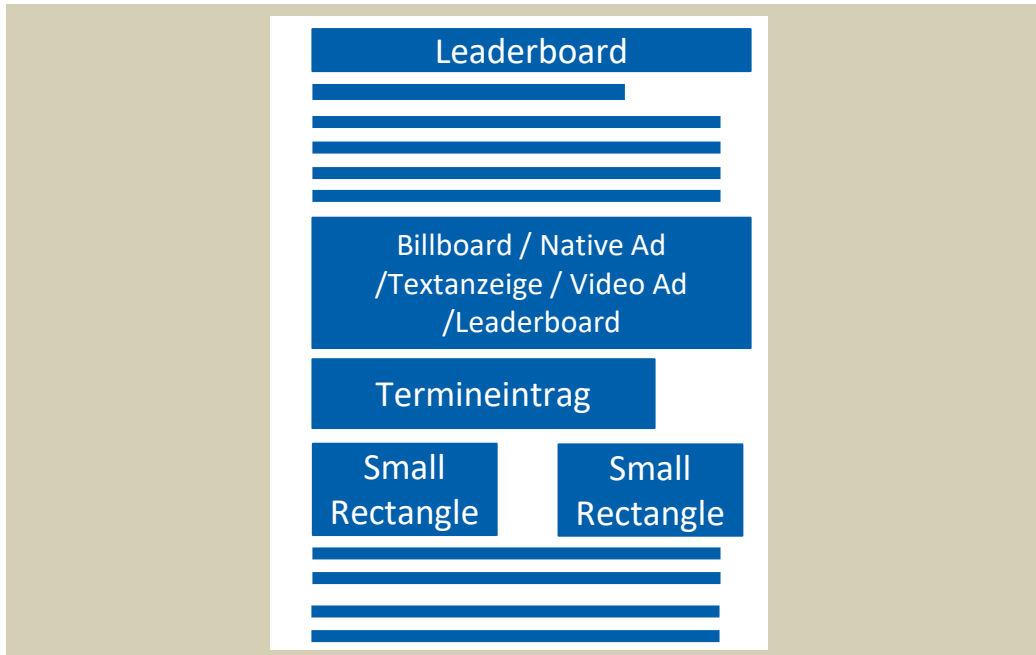 Leaderboard
Billboard / Native Ad
/Textanzeige / Video Ad
/Leaderboard
Termineintrag
Small
Rectangle
Small
Rectangle